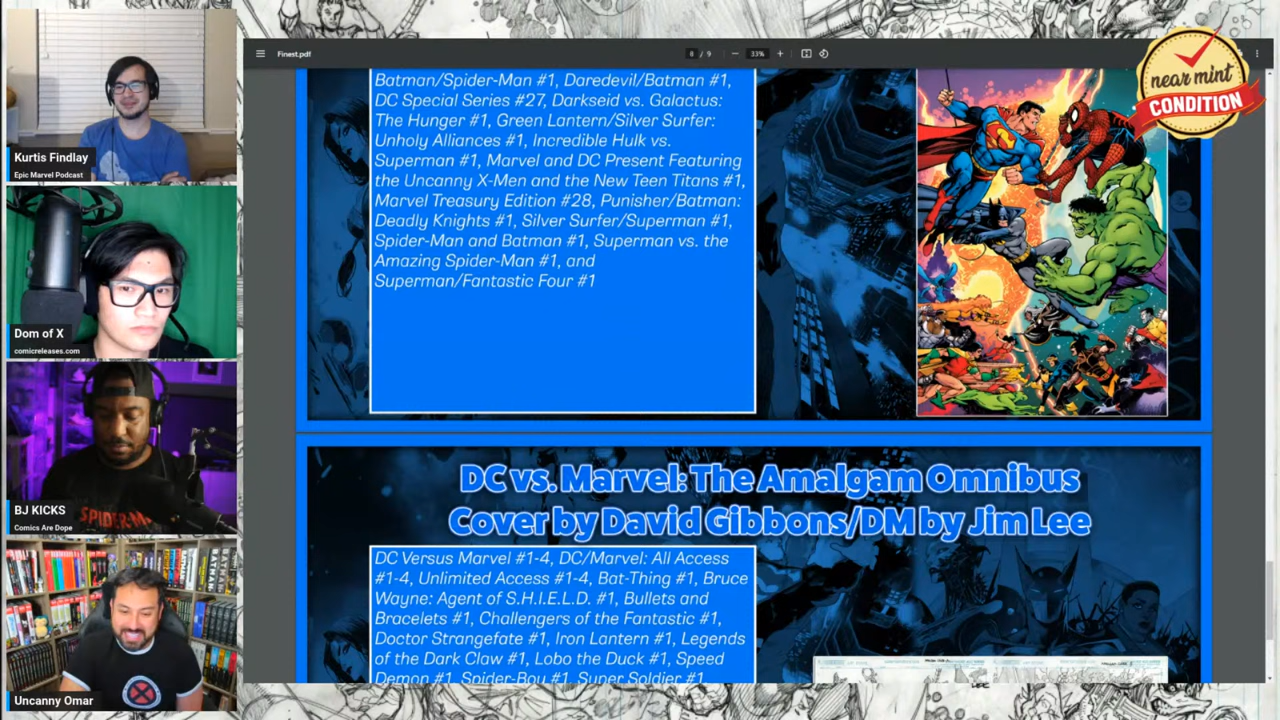 Finest.pdf
8 / 9
33%
near mint
CONDITION
Batman/Spider-Man #1, Daredevil/Batman #1,
DC Special Series #27, Darkseid vs. Galactus:
The Hunger #1, Green Lantern/Silver Surfer:
Unholy Alliances #1, Incredible Hulk vs.
Superman #1, Marvel and DC Present Featuring
the Uncanny X-Men and the New Teen Titans #1,
Marvel Treasury Edition #28, Punisher/Batman:
Deadly Knights #1, Silver Surfer/Superman #1,
Spider-Man and Batman #1, Superman vs. the
Amazing Spider-Man #1, and
Superman/Fantastic Four #1
DC vs. Marvel: The Amalgam Omnibus
Cover by David Gibbons/DM by Jim Lee
DC Versus Marvel #1-4, DC/Marvel: All Access
#1-4, Unlimited Access #1-4, Bat-Thing #1, Bruce
Wayne: Agent of S.H.I.E.L.D. #1, Bullets and
Bracelets #1, Challengers of the Fantastic #1,
Doctor Strangefate #1, Iron Lantern #1, Legends
of the Dark Claw #1, Lobo the Duck #1, Speed
Demon #1, Spider-Boy #1, Super Soldier #1,
Kurtis Findlay
Epic Marvel Podcast
Dom of X
comicreleases.com
BJ KICKS
Comics Are Dope
SPIDER-M
Uncanny Omar